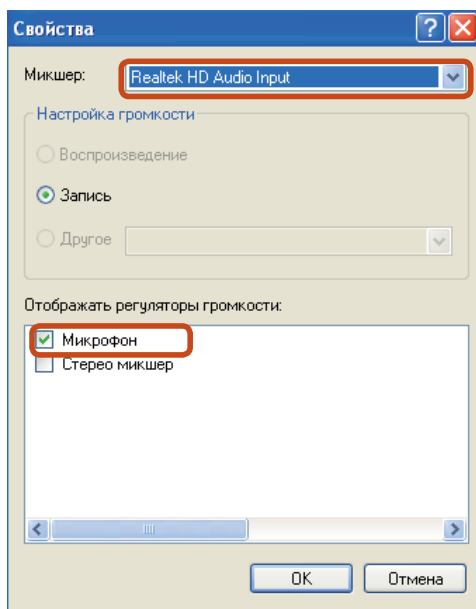 Свойства
Микшер: Realtek HD Audio Input
Настройка громкости
Воспроизведение
Запись
Другое
Отображать регуляторы громкости:
Микрофон
Стерео микшер
OK Отмена